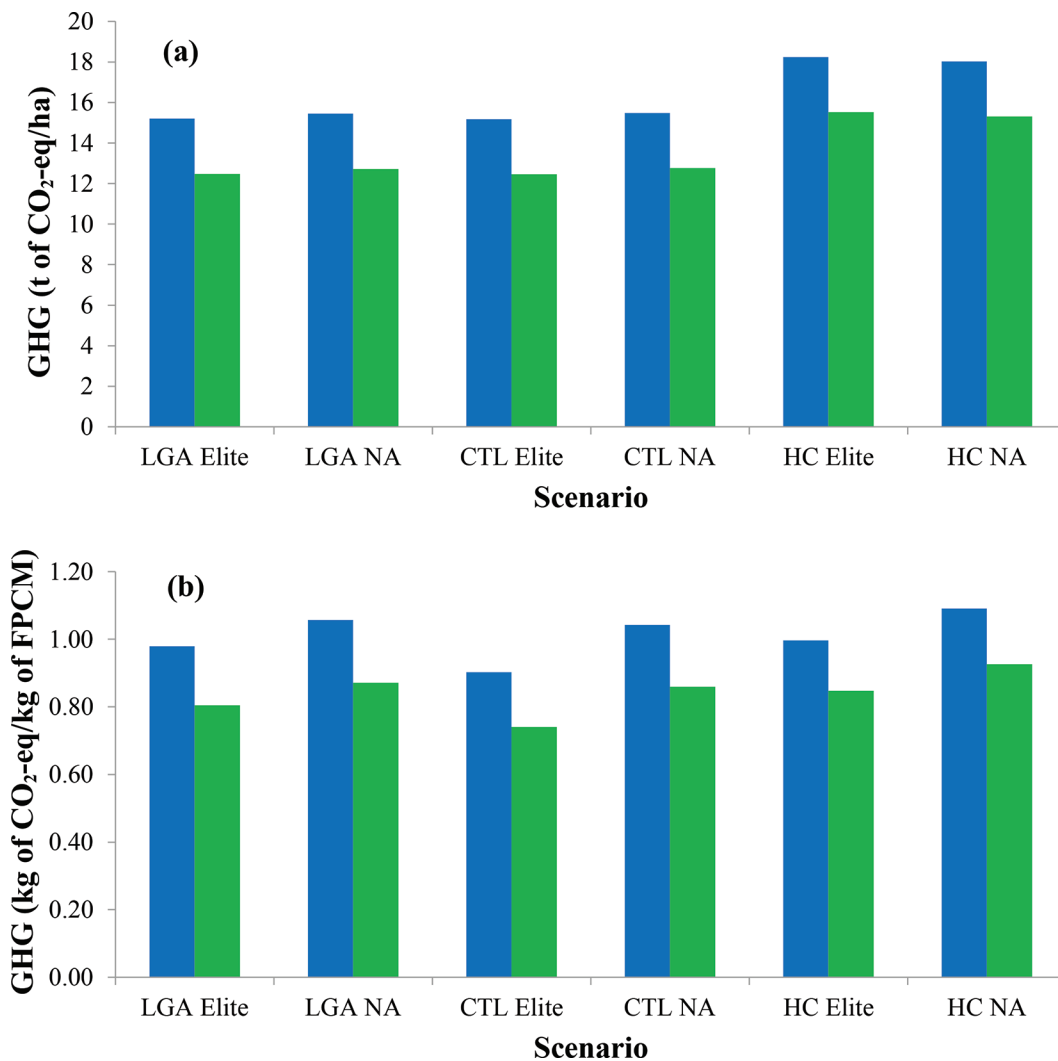 (a)
GHG (t of CO₂-eq/ha)
20
18
16
14
12
10
8
6
4
2
0
LGA Elite LGA NA CTL Elite CTL NA HC Elite HC NA
Scenario
(b)
GHG (kg of CO₂-eq/kg of FPCM)
1.20
1.00
0.80
0.60
0.40
0.20
0.00
LGA Elite LGA NA CTL Elite CTL NA HC Elite HC NA
Scenario